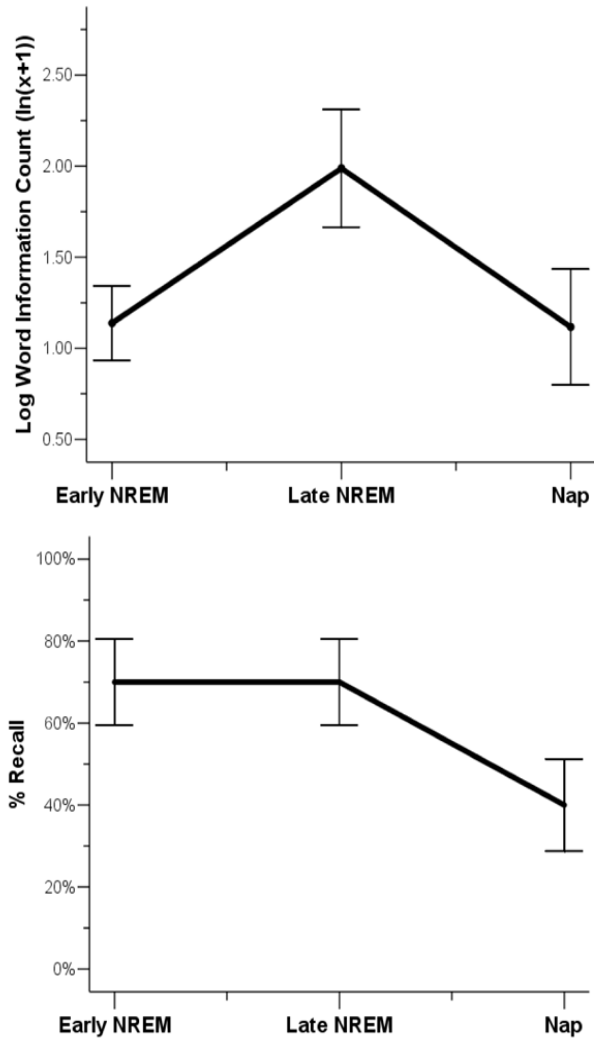 Log Word Information Count (ln(x+1))
2.50
2.00
1.50
1.00
0.50
Early NREM Late NREM Nap
% Recall
100%
80%
60%
40%
20%
0%
Early NREM Late NREM Nap